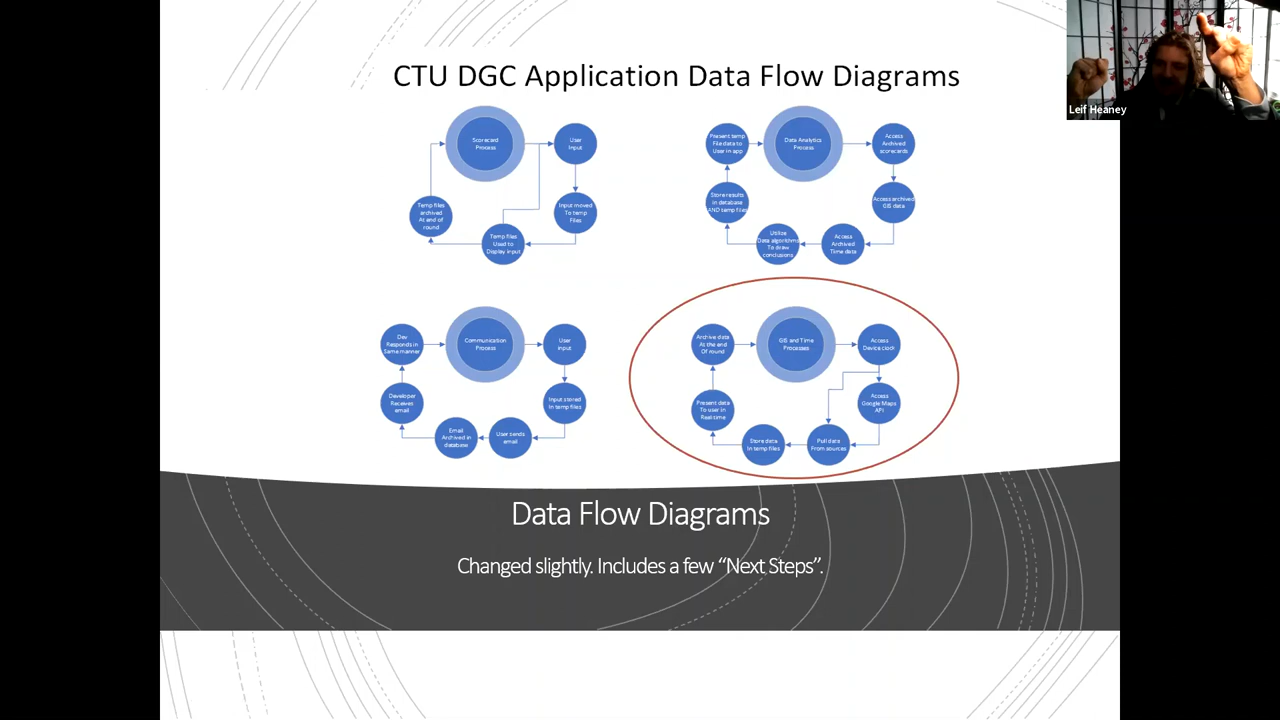 CTU DGC Application Data Flow Diagrams
Leif Heaney
Scorecard
Process
User
Input
Input moved
To temp
Files
Temp files
Used to
Display input
Temp files
archived
At end of
round
Data Analytics
Process
Access
Archived
scorecards
Access archived
GIS data
Access
Archived
Time data
Utilize
Data algorithms
To draw
conclusions
Store results
in database
AND temp files
Present temp
File data to
User in app
Communication
Process
User
input
Input stored
In temp files
User sends
email
Email
Archived in
database
Developer
Receives
email
Dev
Responds in
Same manner
GIS and Time
Processes
Access
Device clock
Access
Google Maps
API
Pull data
From sources
Store data
In temp files
Present data
To user in
Real-time
Archive data
At the end
Of round
Data Flow Diagrams
Changed slightly. Includes a few “Next Steps”.